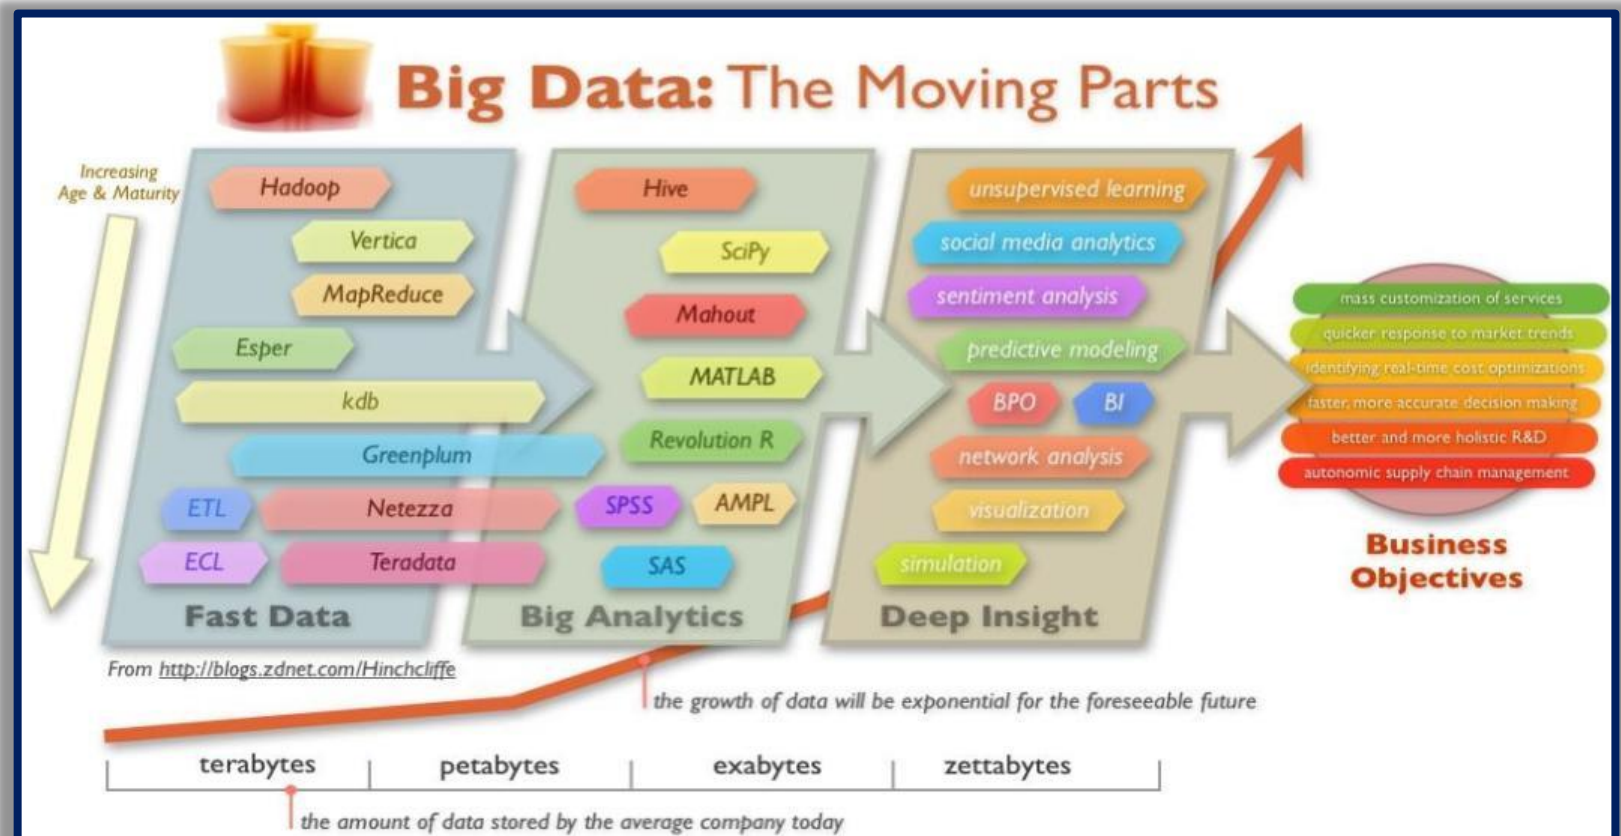 Big Data: The Moving Parts
Increasing
Age & Maturity
Hadoop
Vertica
MapReduce
Esper
kdb
Greenplum
ETL
Netezza
ECL
Teradata
Fast Data
Hive
SciPy
Mahout
MATLAB
Revolution R
SPSS
AMPL
SAS
Big Analytics
unsupervised learning
social media analytics
sentiment analysis
predictive modeling
BPO
BI
network analysis
visualization
simulation
Deep Insight
mass customization of services
quicker response to market trends
identifying real-time cost optimizations
faster, more accurate decision making
better and more holistic R&D
autonomic supply chain management
Business
Objectives
From http://blogs.zdnet.com/Hinchcliffe
the growth of data will be exponential for the foreseeable future
terabytes
petabytes
exabytes
zettabytes
the amount of data stored by the average company today